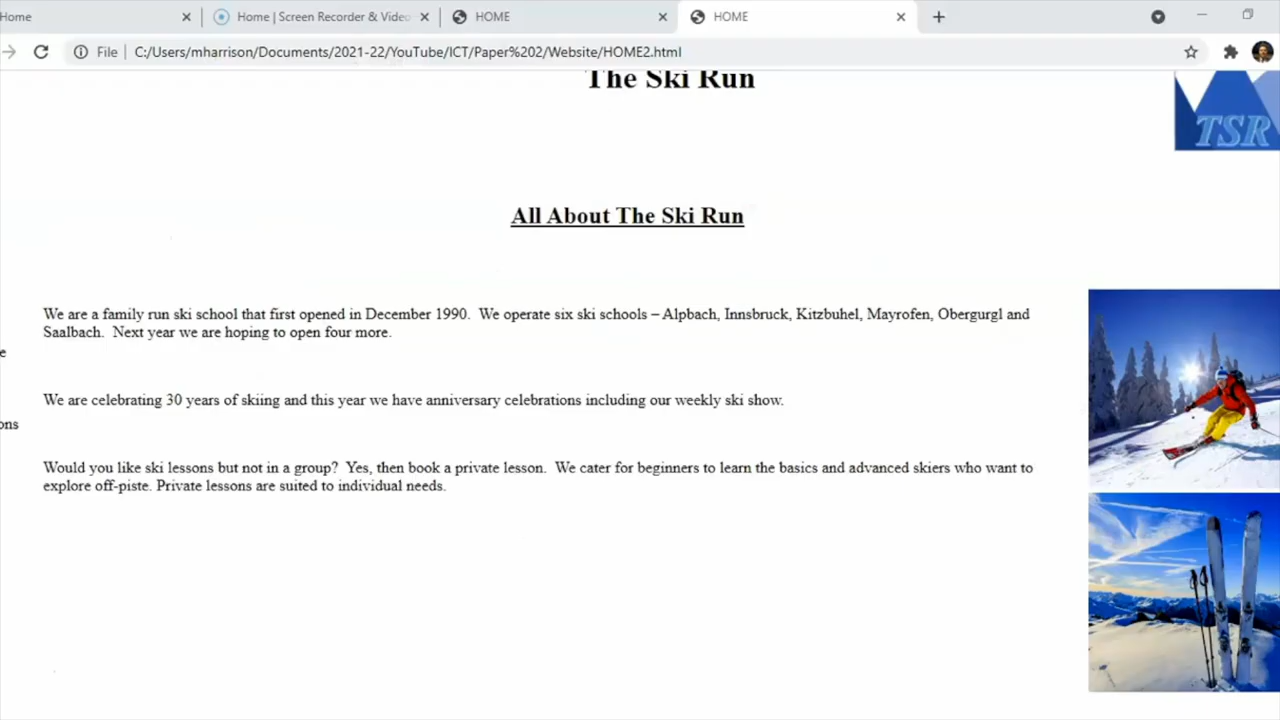 Home
Home | Screen Recorder & Video
HOME
HOME
File
C:/Users/mharrison/Documents/2021-22/YouTube/ICT/Paper%202/Website/HOME2.html
The Ski Run
TSR
All About The Ski Run
We are a family run ski school that first opened in December 1990.  We operate six ski schools – Alpbach, Innsbruck, Kitzbuhel, Mayrofen, Obergurgl and
Saalbach.  Next year we are hoping to open four more.
e
We are celebrating 30 years of skiing and this year we have anniversary celebrations including our weekly ski show.
ons
Would you like ski lessons but not in a group?  Yes, then book a private lesson.  We cater for beginners to learn the basics and advanced skiers who want to
explore off-piste. Private lessons are suited to individual needs.